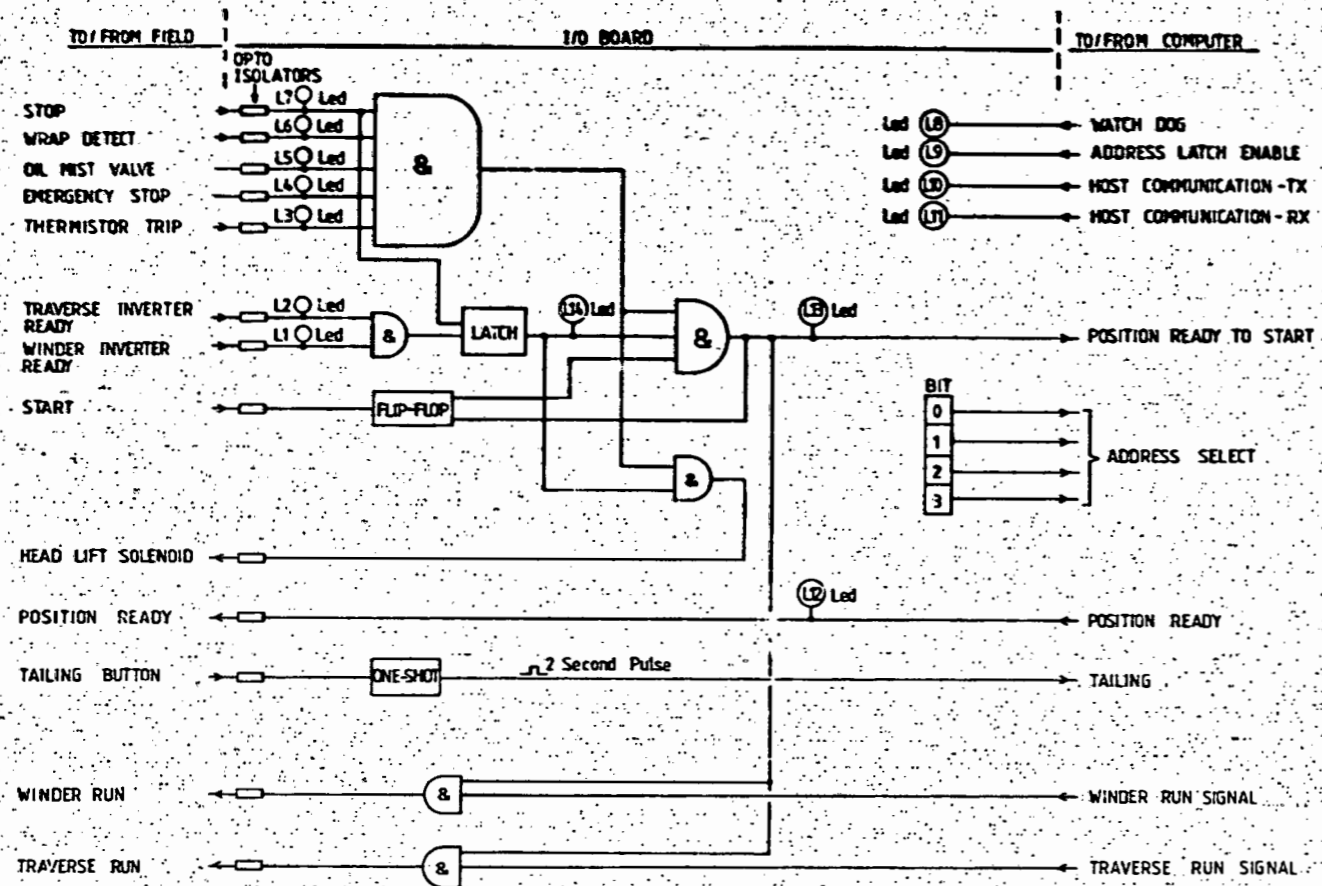 TO/FROM FIELD
I/O BOARD
TO/FROM COMPUTER
OPTO
ISOLATORS
STOP
L7 Led
WRAP DETECT
L6 Led
OIL MIST VALVE
L5 Led
EMERGENCY STOP
L4 Led
THERMISTOR TRIP
L3 Led
&
Led L8 WATCH DOG
Led L9 ADDRESS LATCH ENABLE
Led L10 HOST COMMUNICATION-TX
Led L11 HOST COMMUNICATION-RX
TRAVERSE INVERTER
READY
L2 Led
WINDER INVERTER
READY
L1 Led
&
LATCH
L14 Led
&
L13 Led
POSITION READY TO START
START
FLIP-FLOP
BIT
0
1
2
3
ADDRESS SELECT
&
HEAD LIFT SOLENOID
POSITION READY
L12 Led
POSITION READY
TAILING BUTTON
ONE-SHOT
2 Second Pulse
TAILING
WINDER RUN
&
WINDER RUN SIGNAL
TRAVERSE RUN
&
TRAVERSE RUN SIGNAL